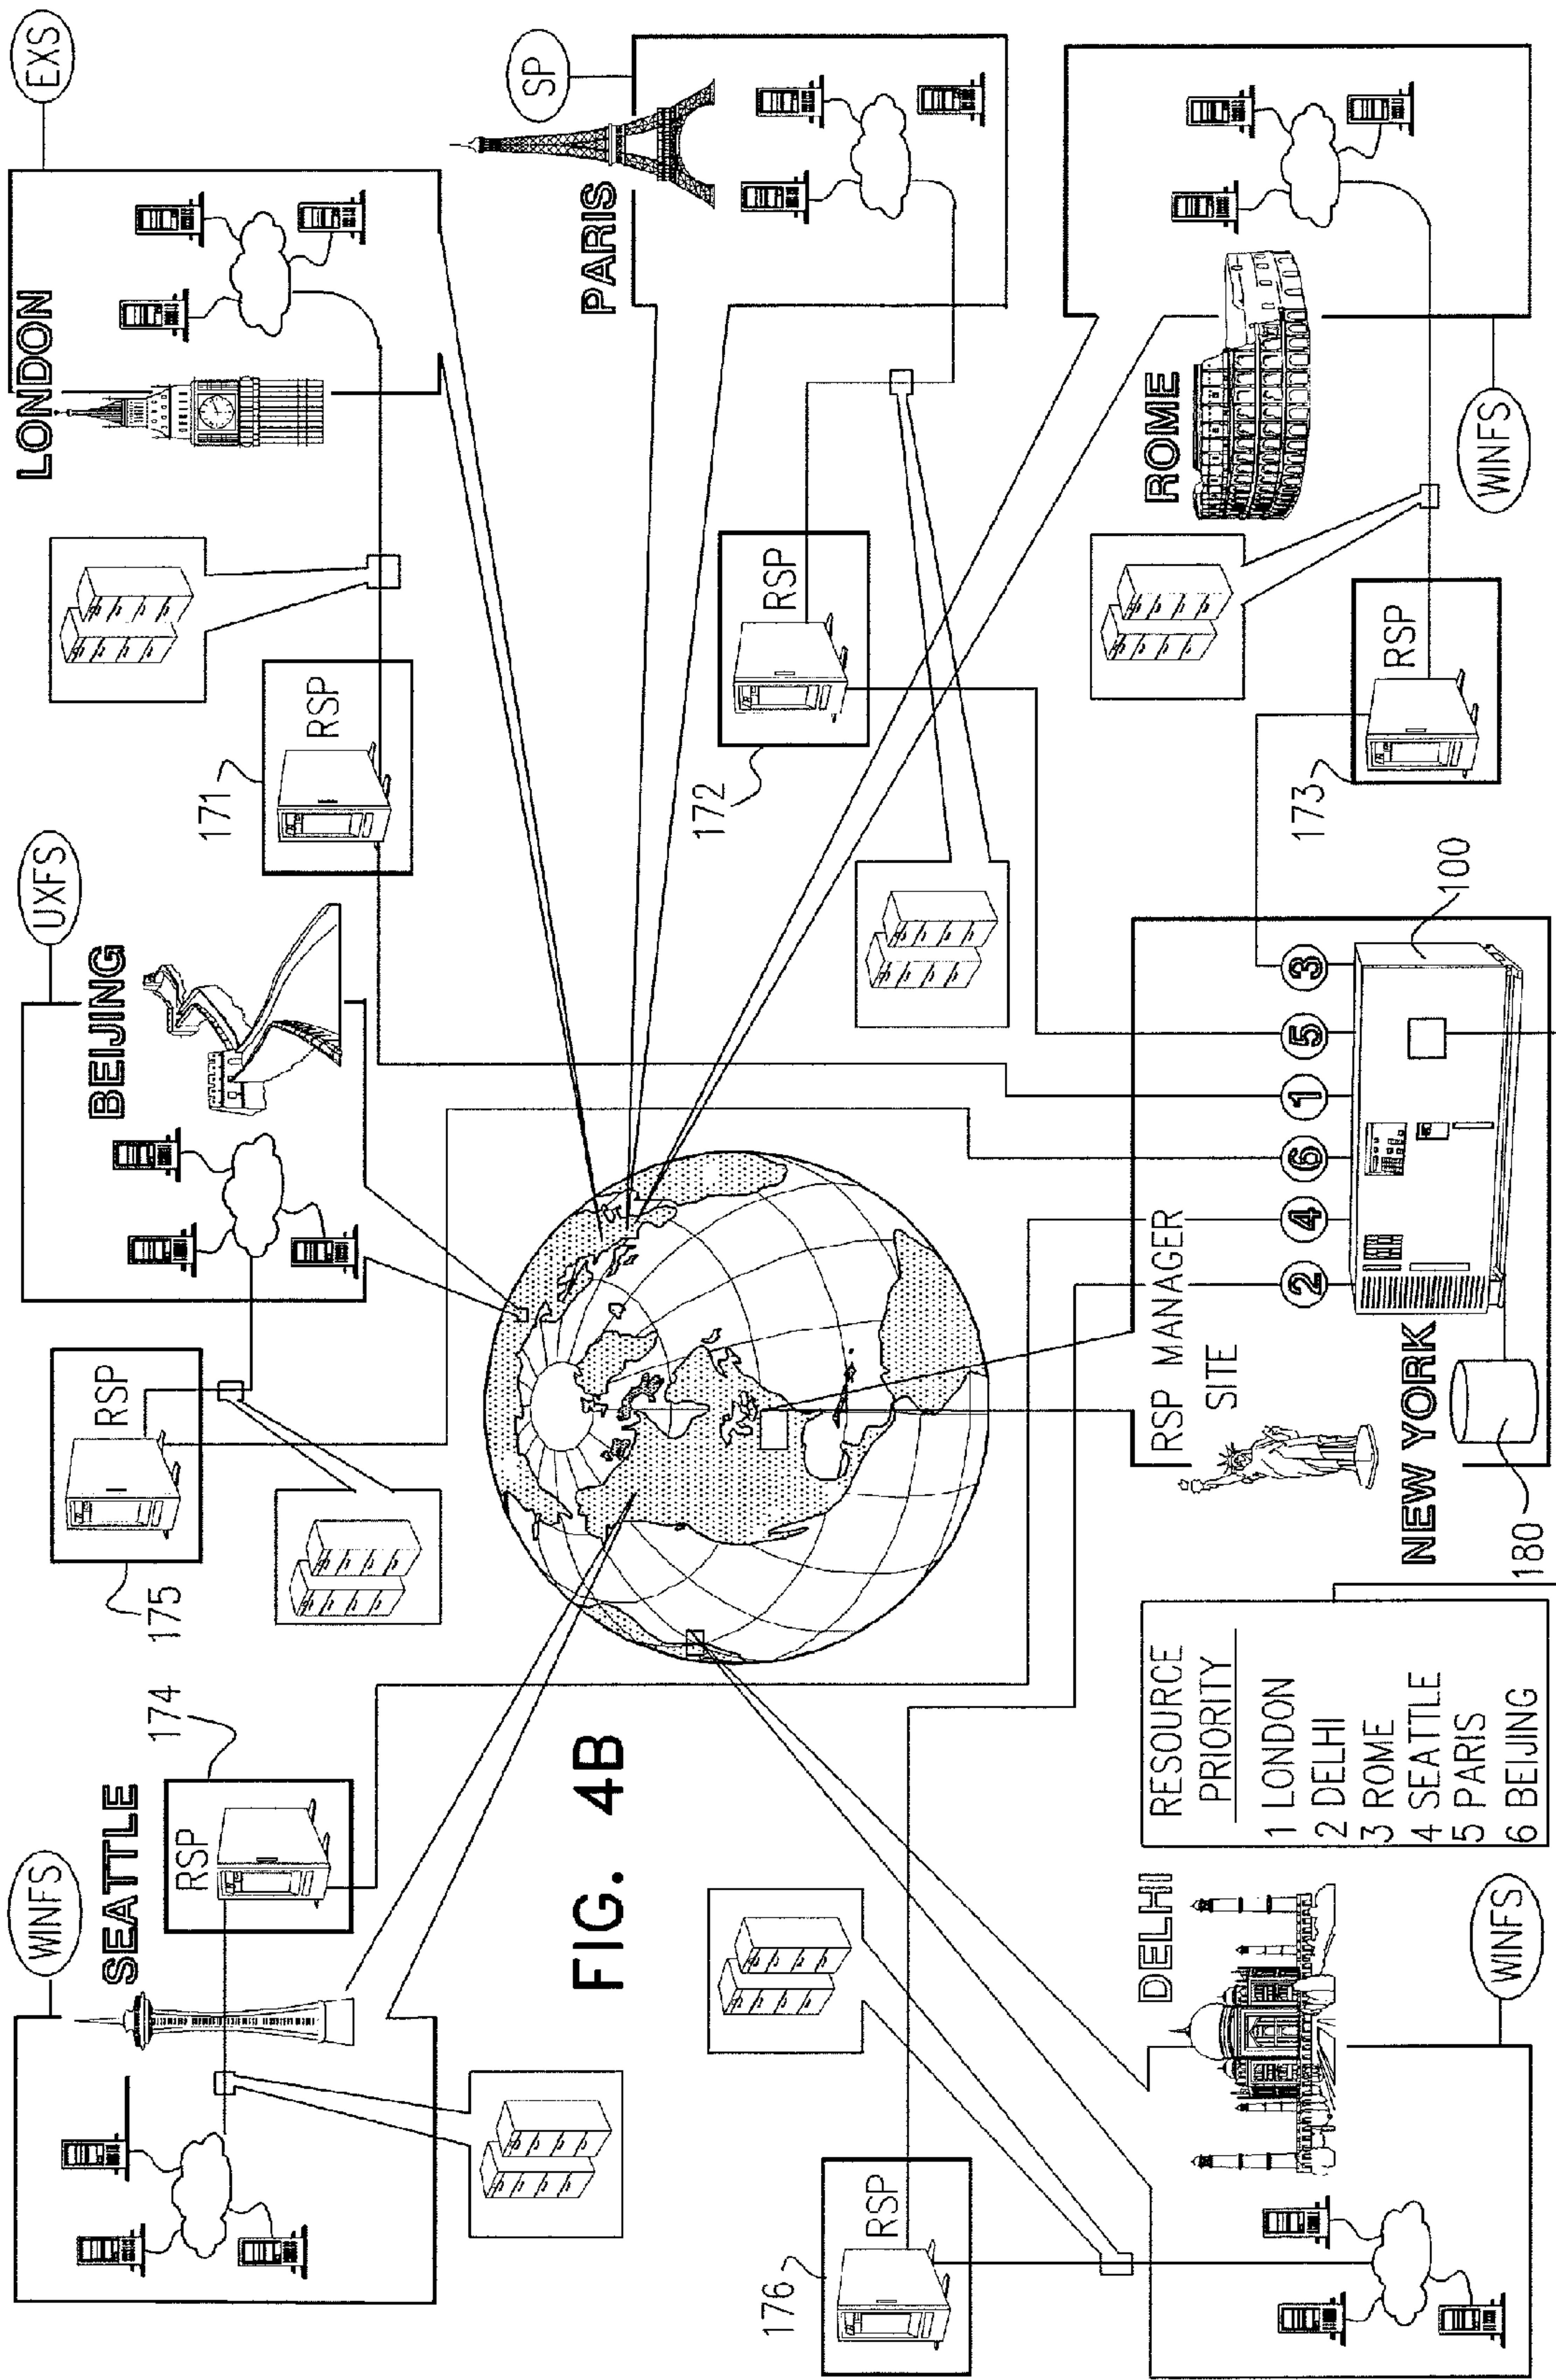 WINFS
SEATTLE
RSP
174
175
RSP
UXFS
BEIJING
171
RSP
LONDON
EXS
FIG. 4B
SP
PARIS
172
RSP
176
RSP
DELHI
WINFS
RESOURCE
PRIORITY
1 LONDON
2 DELHI
3 ROME
4 SEATTLE
5 PARIS
6 BEIJING
RSP MANAGER
SITE
NEW YORK
180
2
4
6
1
5
3
100
173
RSP
ROME
WINFS